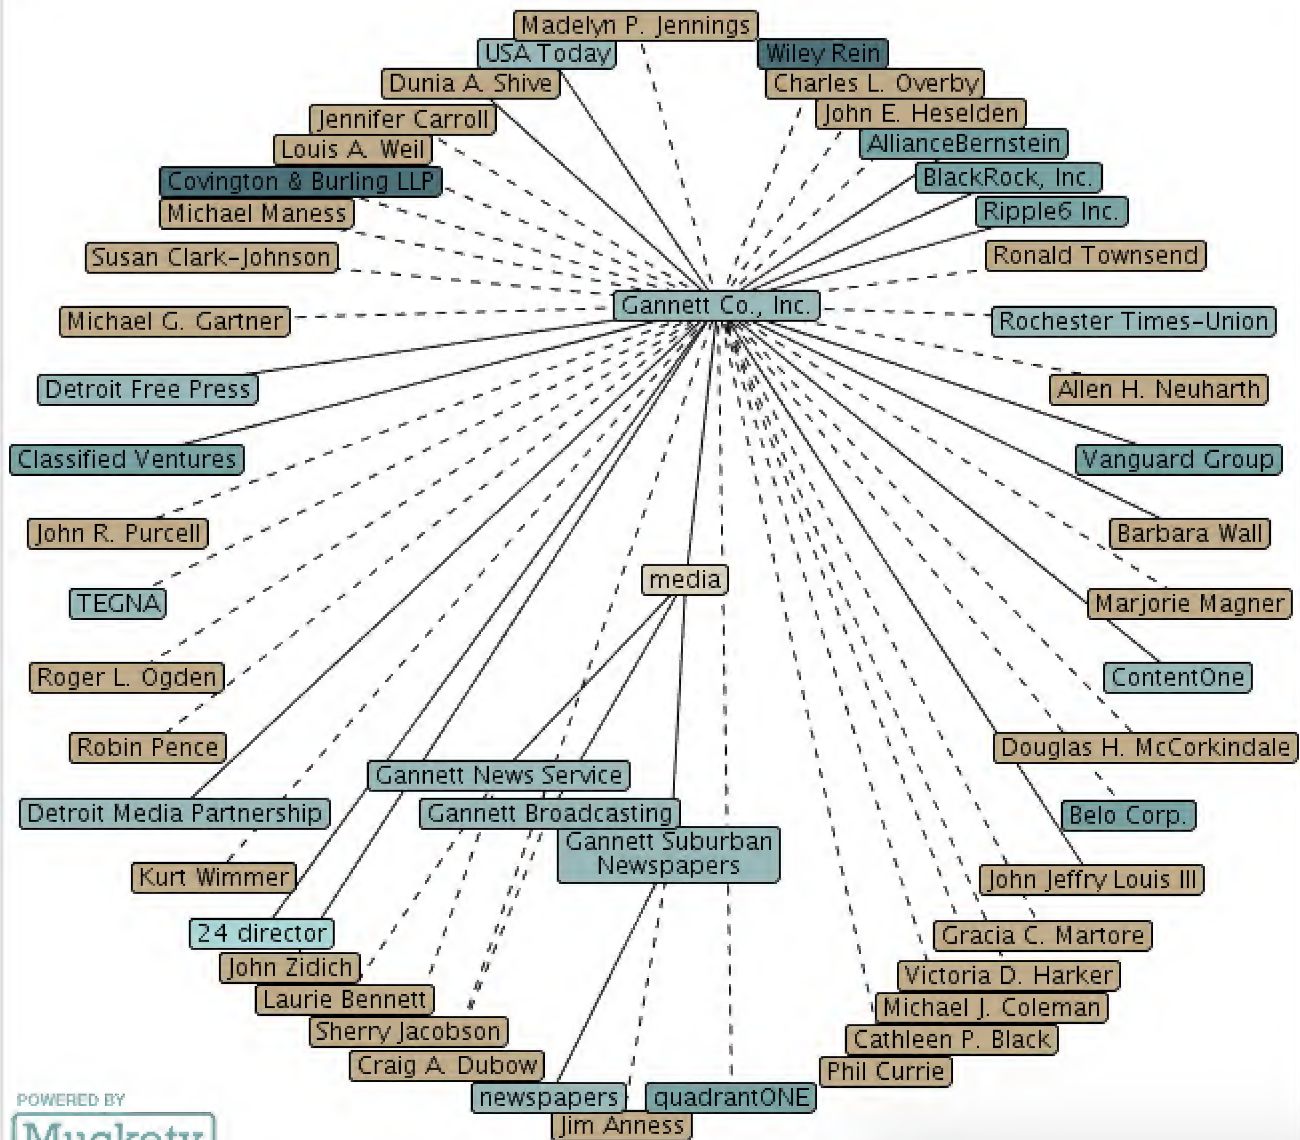 Madelyn P. Jennings
USA Today
Wiley Rein
Dunia A. Shive
Charles L. Overby
Jennifer Carroll
John E. Heselden
Louis A. Weil
AllianceBernstein
Covington & Burling LLP
BlackRock, Inc.
Michael Maness
Ripple6 Inc.
Susan Clark-Johnson
Ronald Townsend
Gannett Co., Inc.
Michael G. Gartner
Rochester Times-Union
Detroit Free Press
Allen H. Neuharth
Classified Ventures
Vanguard Group
John R. Purcell
Barbara Wall
media
TEGNA
Marjorie Magner
Roger L. Ogden
ContentOne
Robin Pence
Douglas H. McCorkindale
Gannett News Service
Detroit Media Partnership
Gannett Broadcasting
Belo Corp.
Gannett Suburban
Newspapers
Kurt Wimmer
John Jeffry Louis III
24 director
Gracia C. Martore
John Zidich
Victoria D. Harker
Laurie Bennett
Michael J. Coleman
Sherry Jacobson
Cathleen P. Black
Craig A. Dubow
Phil Currie
newspapers
quadrantONE
Jim Anness
POWERED BY
Muckety